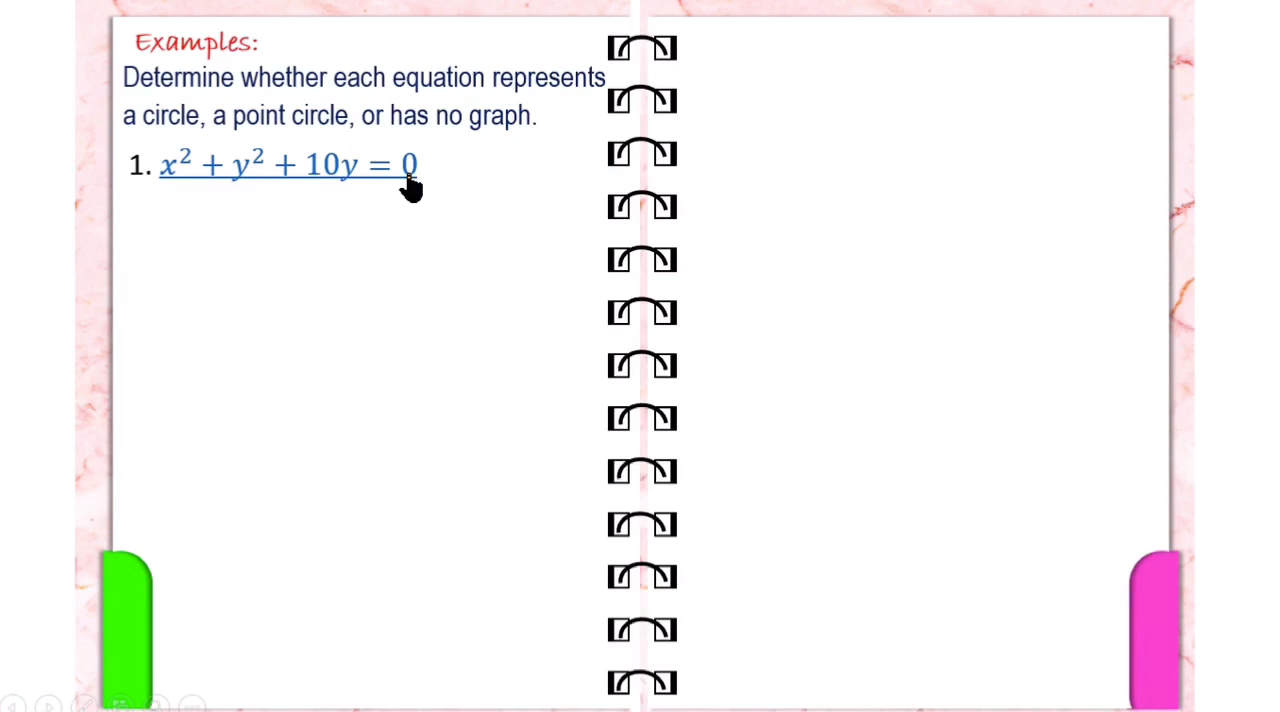 Examples:
Determine whether each equation represents
a circle, a point circle, or has no graph.
1. x² + y² + 10y = 0